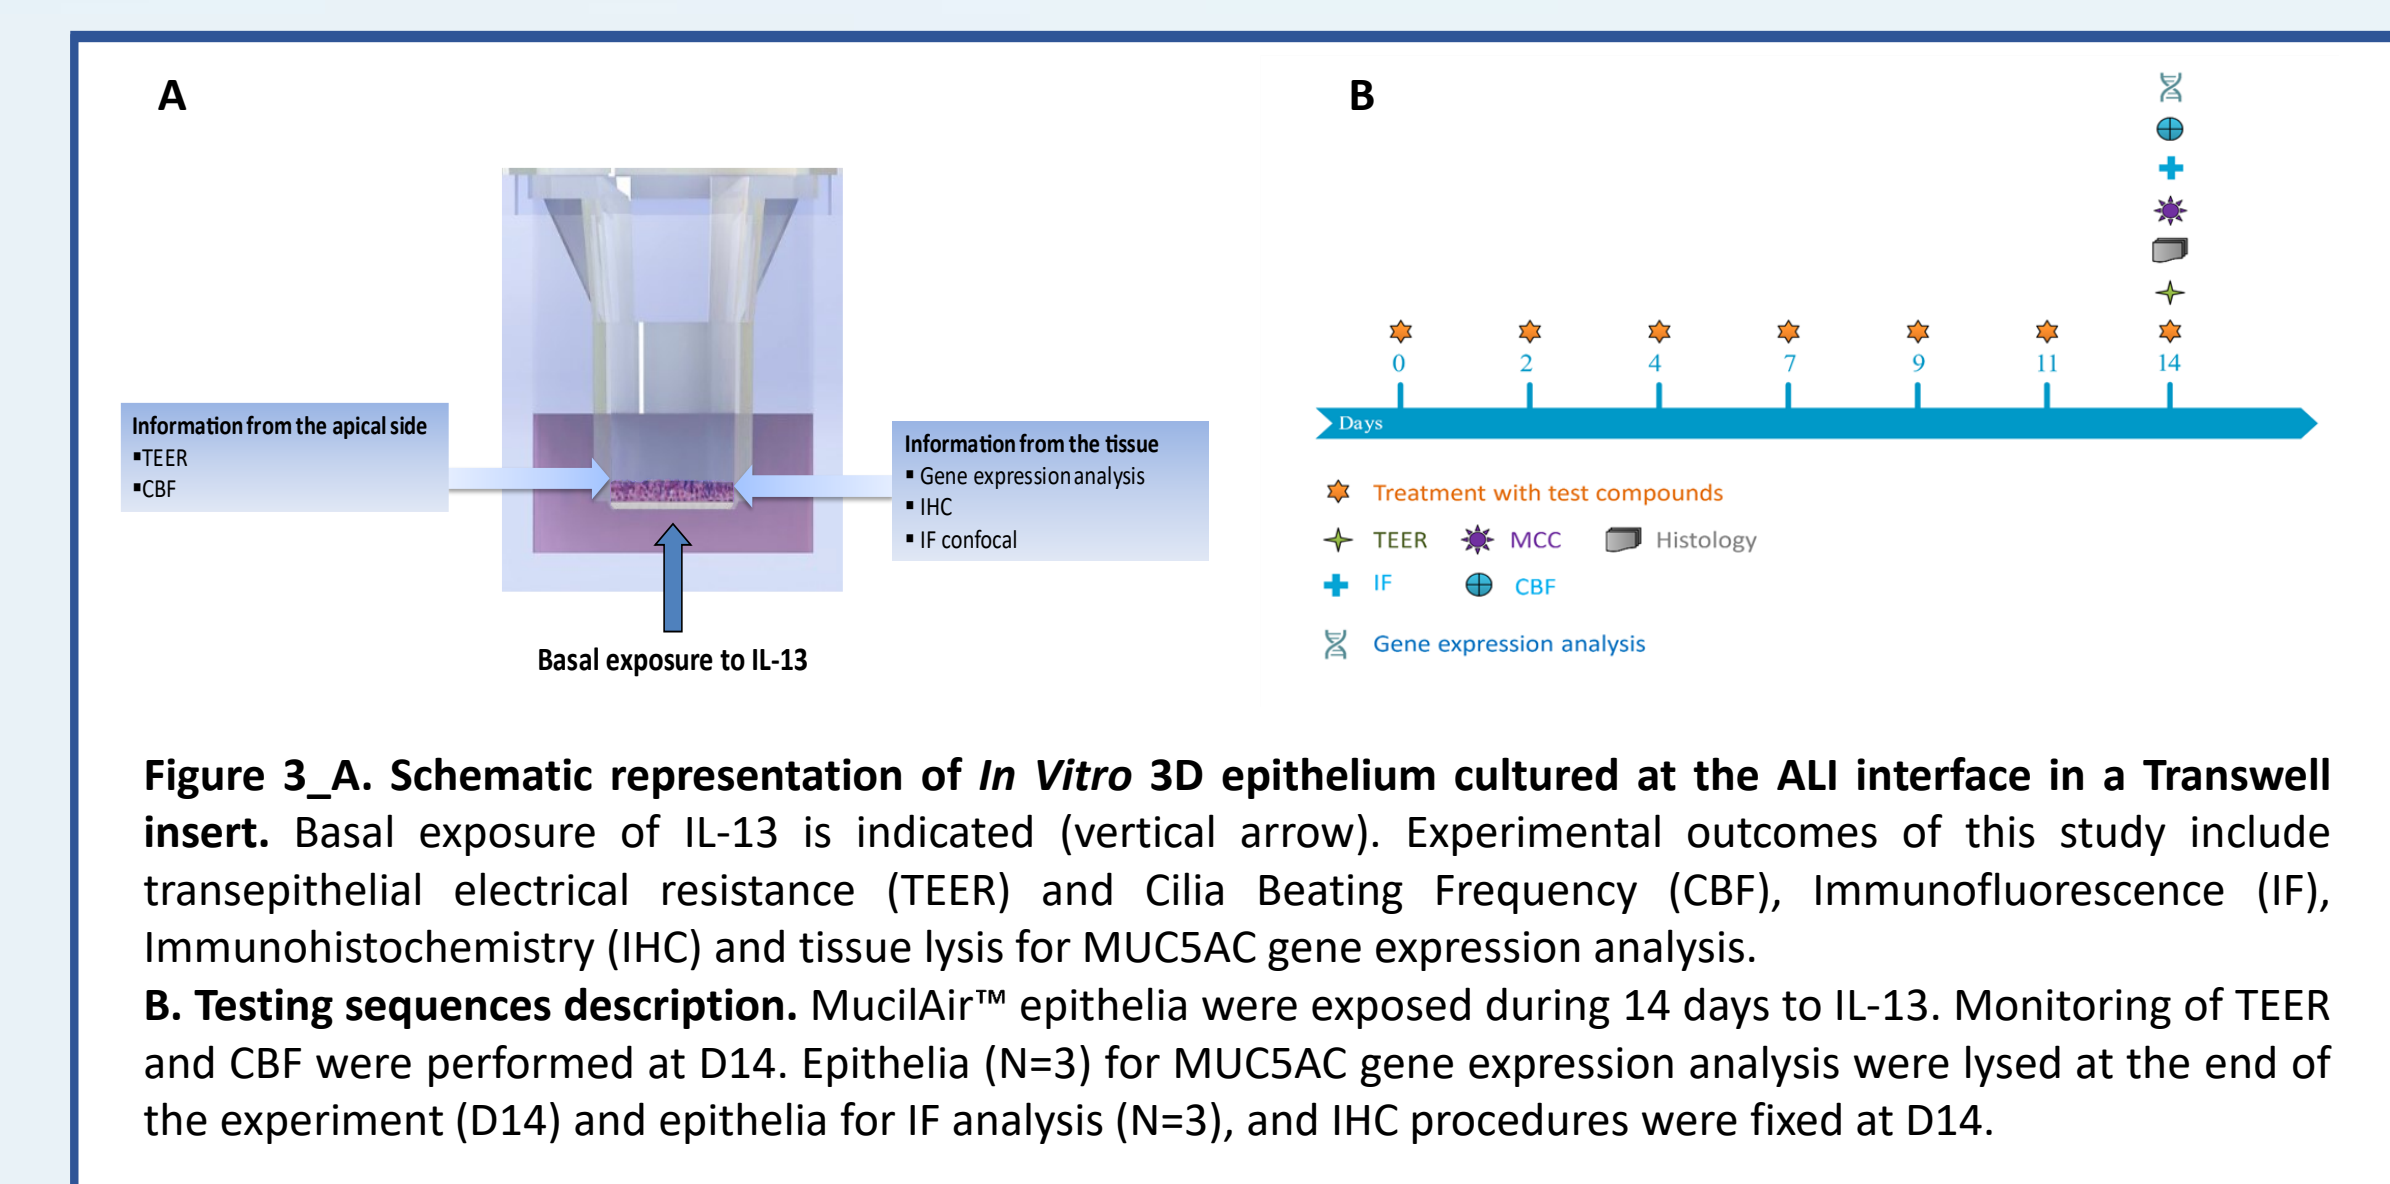 A
Information from the apical side
▪TEER
▪CBF
Information from the tissue
▪ Gene expression analysis
▪ IHC
▪ IF confocal
Basal exposure to IL-13
B
0 2 4 7 9 11 14
Days
Treatment with test compounds
TEER MCC Histology
IF CBF
Gene expression analysis
Figure 3_A. Schematic representation of In Vitro 3D epithelium cultured at the ALI interface in a Transwell
insert. Basal exposure of IL-13 is indicated (vertical arrow). Experimental outcomes of this study include
transepithelial electrical resistance (TEER) and Cilia Beating Frequency (CBF), Immunofluorescence (IF),
Immunohistochemistry (IHC) and tissue lysis for MUC5AC gene expression analysis.
B. Testing sequences description. MucilAir™ epithelia were exposed during 14 days to IL-13. Monitoring of TEER
and CBF were performed at D14. Epithelia (N=3) for MUC5AC gene expression analysis were lysed at the end of
the experiment (D14) and epithelia for IF analysis (N=3), and IHC procedures were fixed at D14.